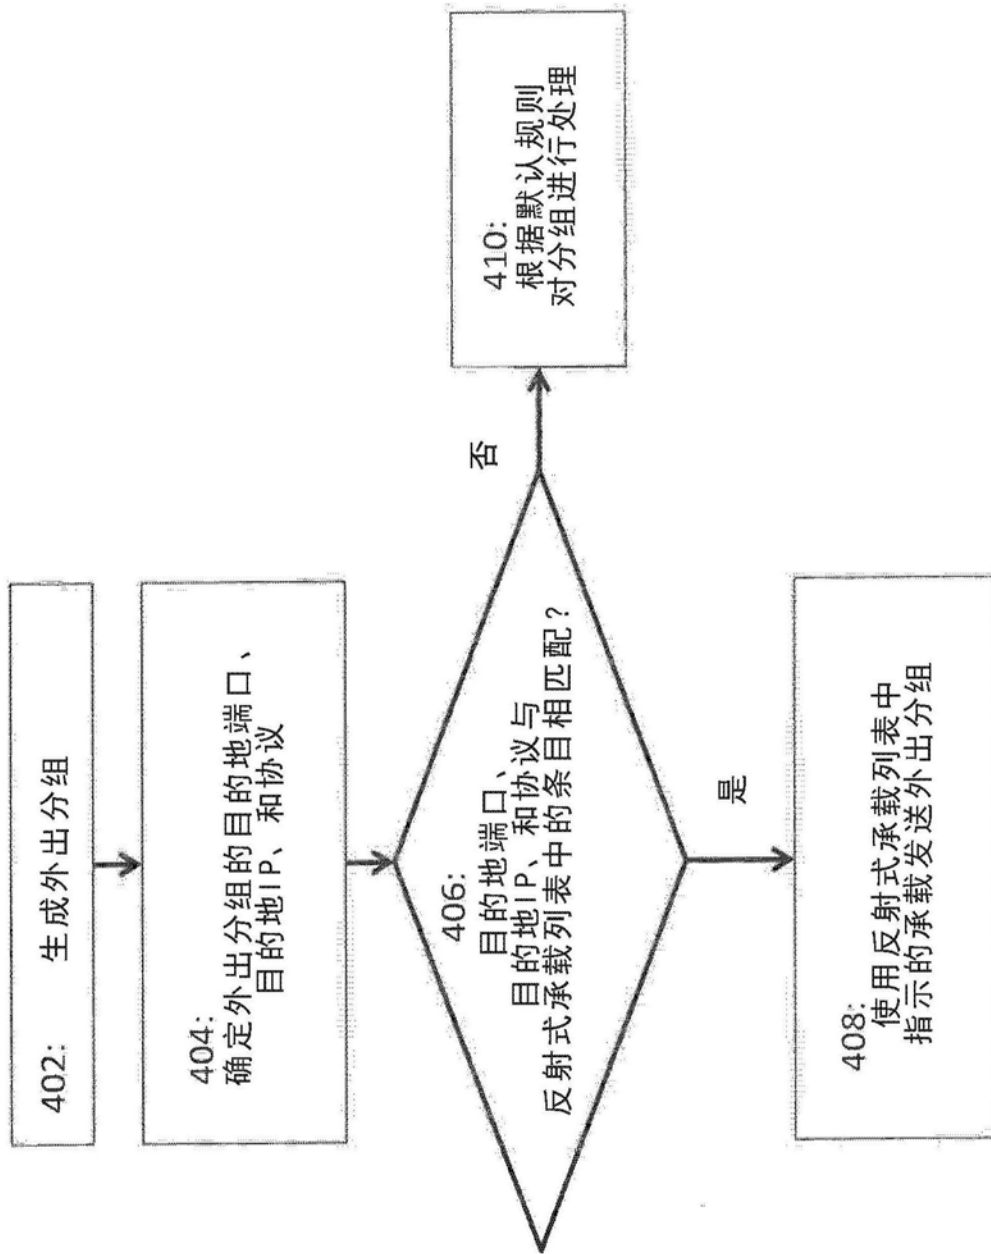 402: 生成外出分组
404:
确定外出分组的目的地端口、
目的地IP、和协议
406:
目的地端口、
目的地IP、和协议与
反射式承载列表中的条目相匹配？
否
410:
根据默认规则
对分组进行处理
是
408:
使用反射式承载列表中
指示的承载发送外出分组